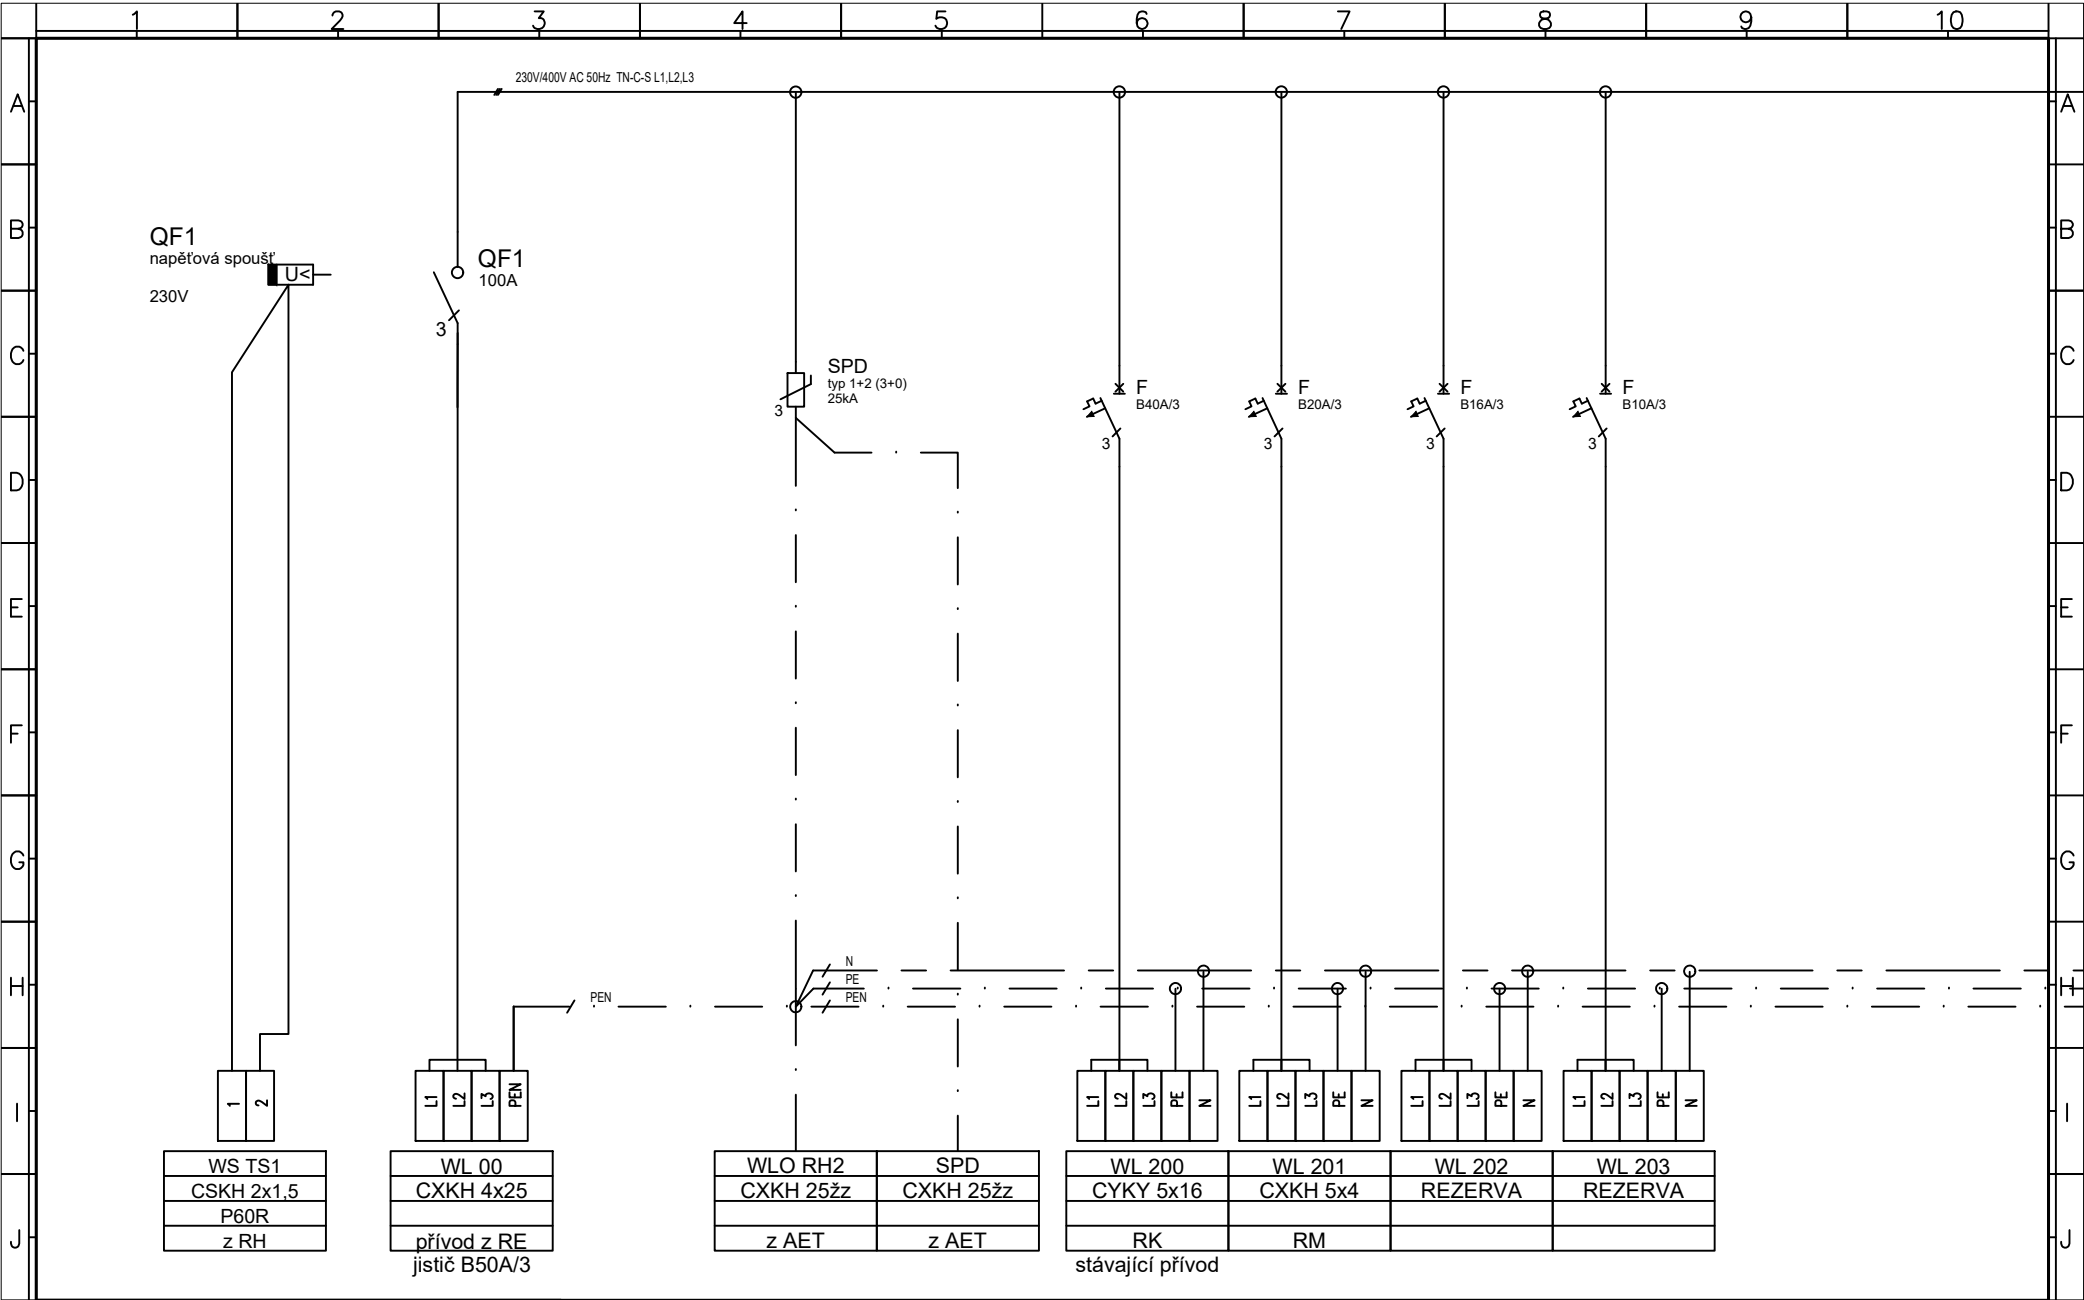 1 2 3 4 5 6 7 8 9 10
230V/400V AC 50Hz TN-C-S L1,L2,L3
A A
B B
QF1
napěťová spoušť
U<
230V
QF1
100A
3
C C
SPD
typ 1+2 (3+0)
25kA
3
F
B40A/3
3
F
B20A/3
3
F
B16A/3
3
F
B10A/3
3
D D
E E
F F
G G
H H
N
PE
PEN
PEN
I I
1 2
L1 L2 L3 PEN
L1 L2 L3 PE N
L1 L2 L3 PE N
L1 L2 L3 PE N
L1 L2 L3 PE N
J J
WS TS1
CSKH 2x1,5
P60R
z RH
WL 00
CXKH 4x25
přívod z RE
jistič B50A/3
WLO RH2
CXKH 25žz
z AET
SPD
CXKH 25žz
z AET
WL 200
CYKY 5x16
RK
stávající přívod
WL 201
CXKH 5x4
RM
WL 202
REZERVA
WL 203
REZERVA